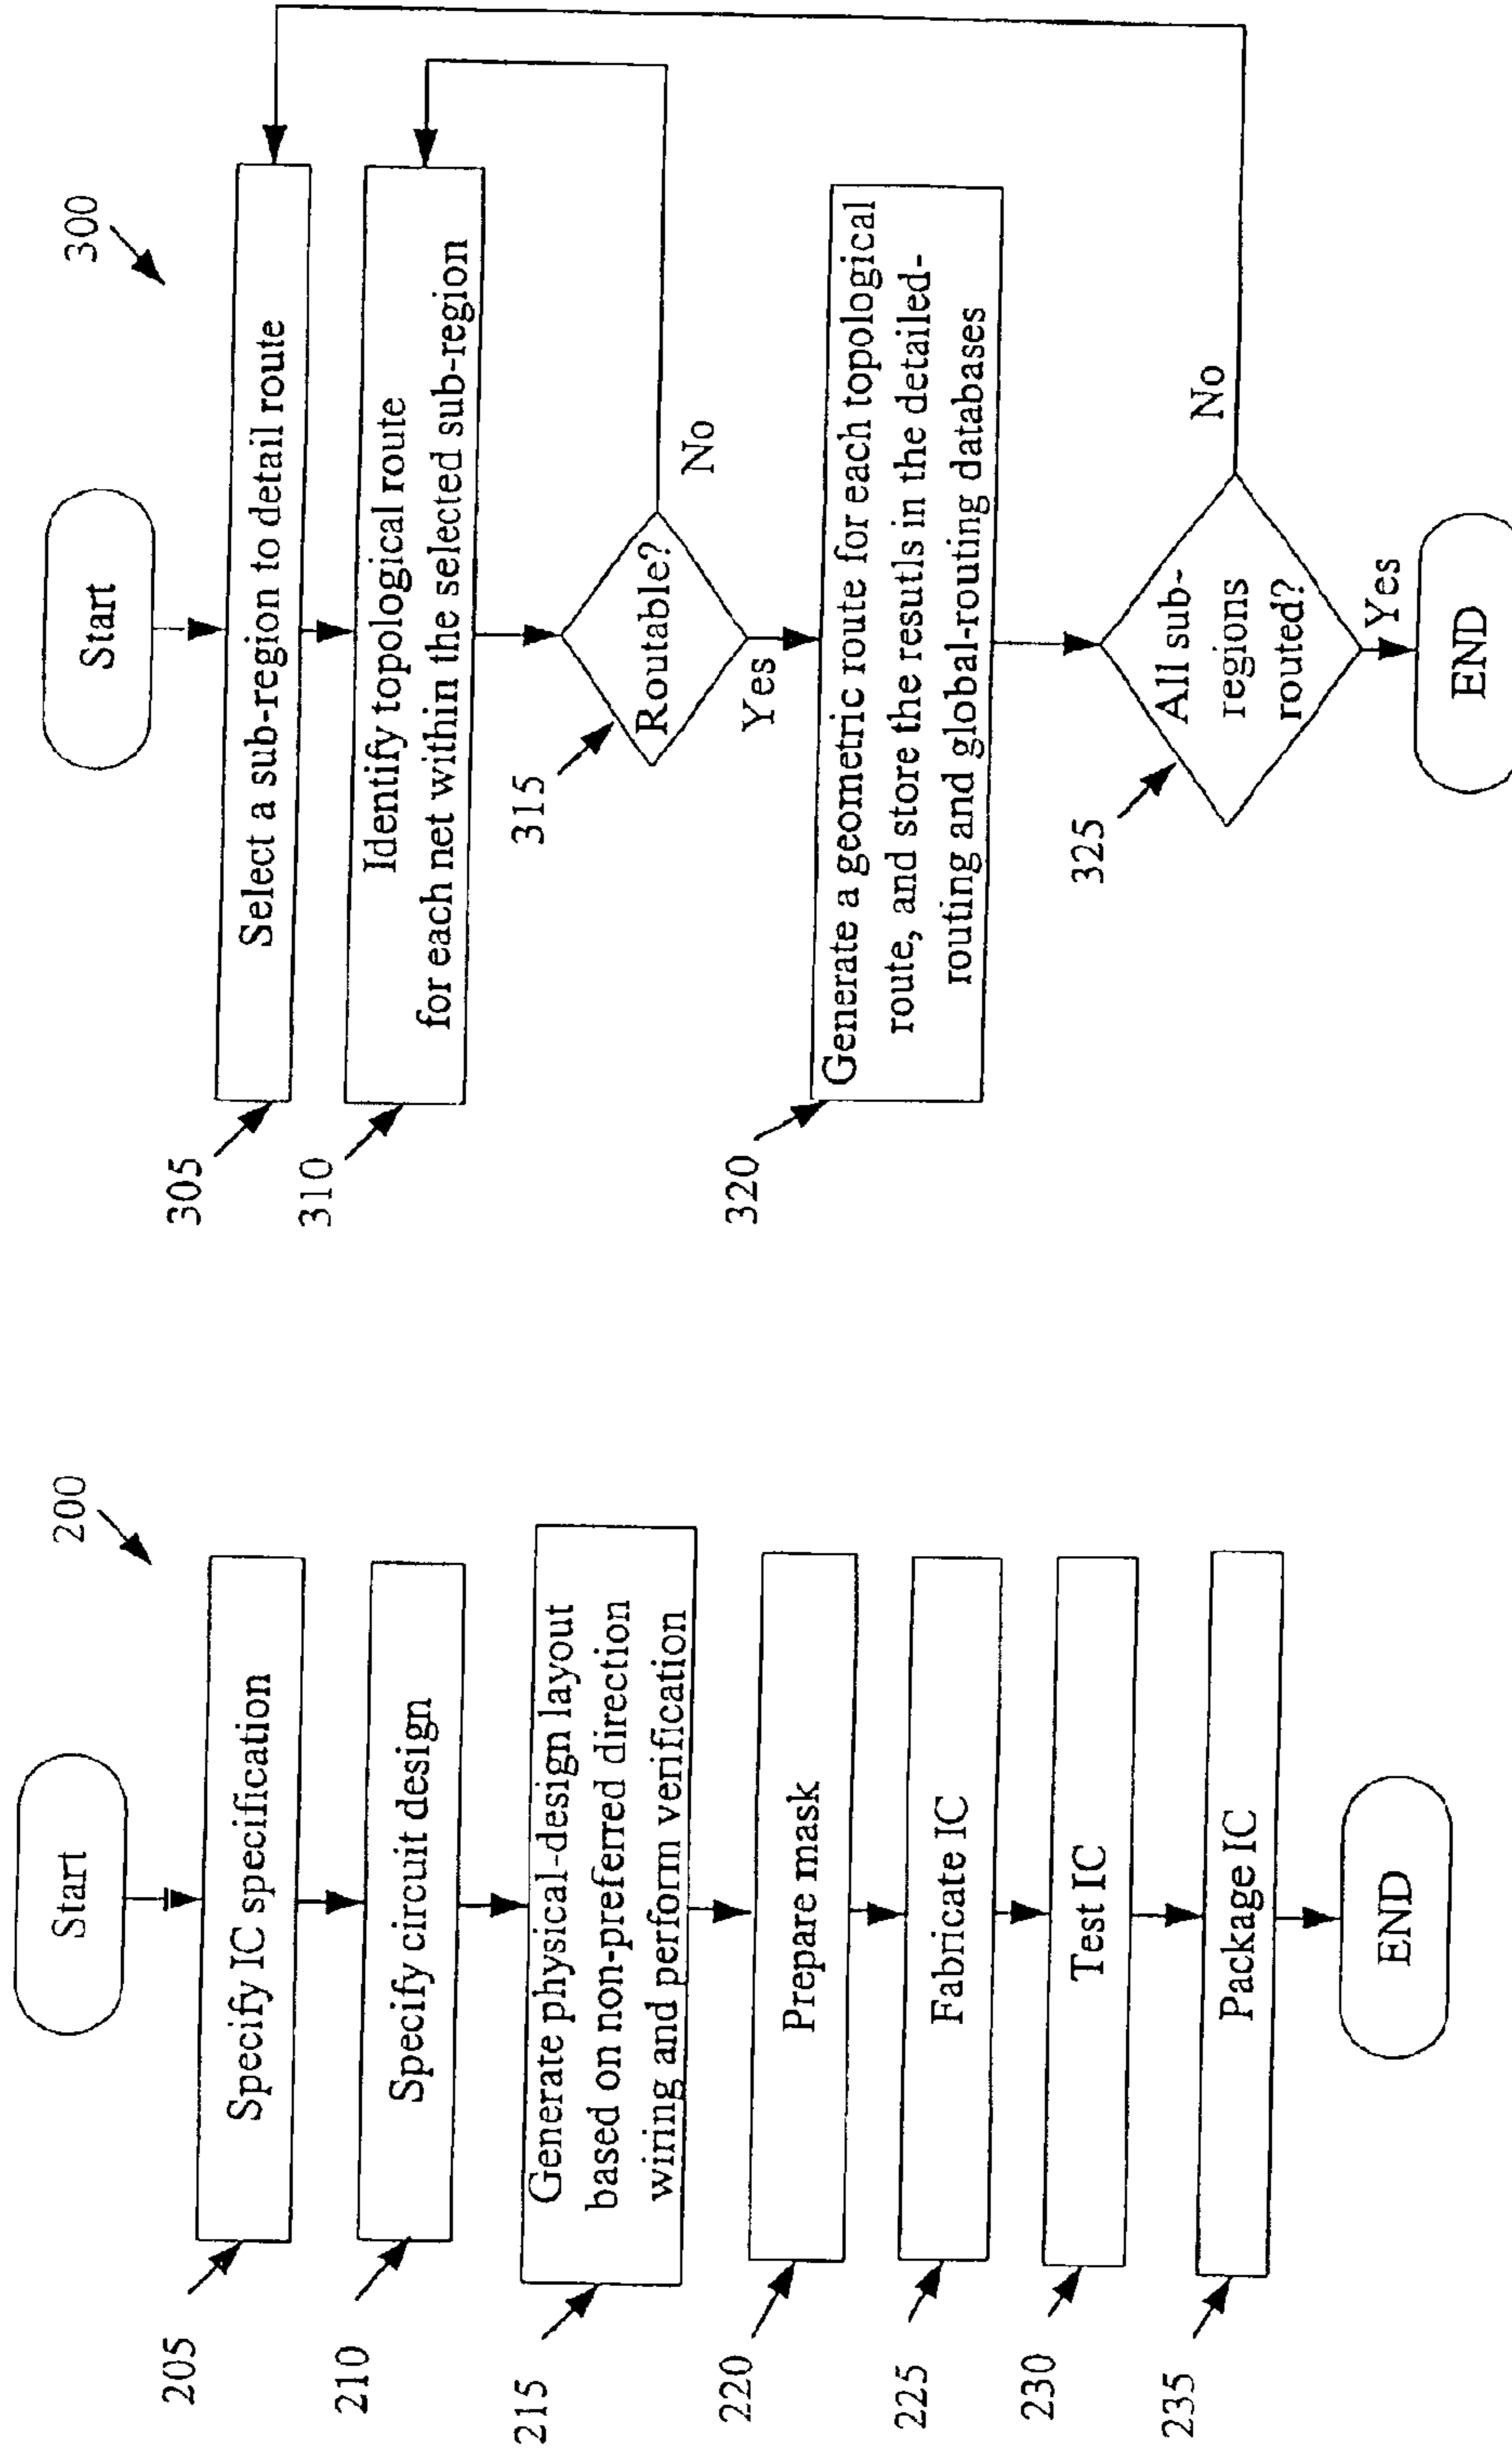 200
Start
205
Specify IC specification
210
Specify circuit design
215
Generate physical-design layout
based on non-preferred direction
wiring and perform verification
220
Prepare mask
225
Fabricate IC
230
Test IC
235
Package IC
END
300
Start
305
Select a sub-region to detail route
310
Identify topological route
for each net within the selected sub-region
315
Routable?
No
Yes
320
Generate a geometric route for each topological
route, and store the resutls in the detailed-
routing and global-routing databases
325
All sub-
regions
routed?
No
Yes
END